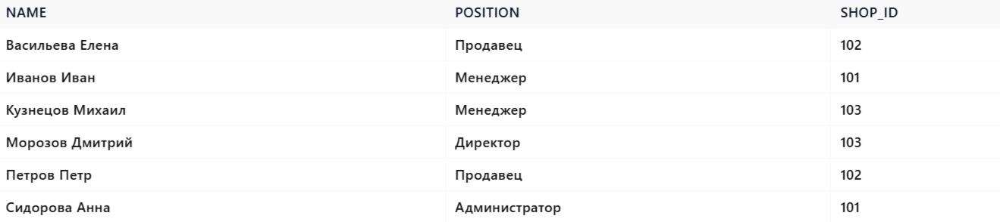 NAME POSITION SHOP_ID
Васильева Елена Продавец 102
Иванов Иван Менеджер 101
Кузнецов Михаил Менеджер 103
Морозов Дмитрий Директор 103
Петров Петр Продавец 102
Сидорова Анна Администратор 101